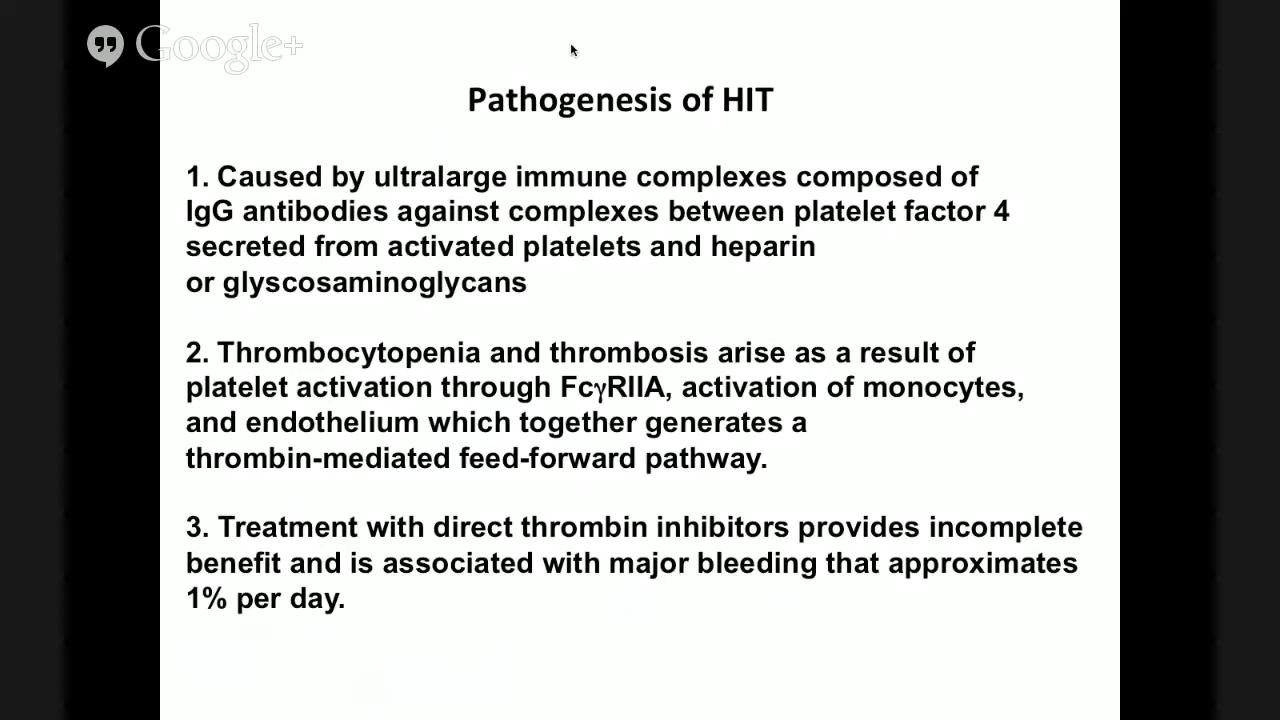 Google+
Pathogenesis of HIT
1. Caused by ultralarge immune complexes composed of
IgG antibodies against complexes between platelet factor 4
secreted from activated platelets and heparin
or glyscosaminoglycans
2. Thrombocytopenia and thrombosis arise as a result of
platelet activation through FcγRIIA, activation of monocytes,
and endothelium which together generates a
thrombin-mediated feed-forward pathway.
3. Treatment with direct thrombin inhibitors provides incomplete
benefit and is associated with major bleeding that approximates
1% per day.